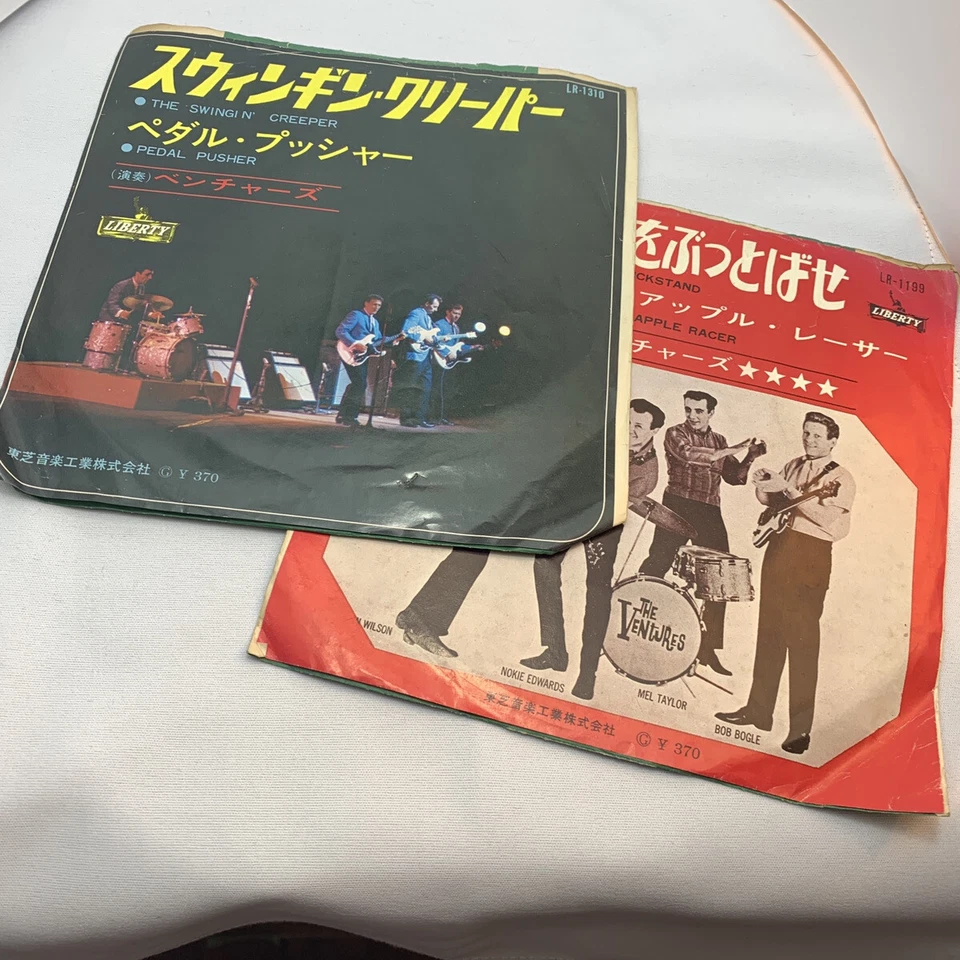 スウィンギン・クリーパー
LR-1310
● THE SWINGIN' CREEPER
ペダル・プッシャー
● PEDAL PUSHER
(演奏)ベンチャーズ
LIBERTY
東芝音楽工業株式会社 Ⓖ ¥370
をぶっとばせ
LR-1199
CKSTAND
LIBERTY
アップル・レーサー
APPLE RACER
チャーズ★★★★
THE
VENTURES
WILSON
NOKIE EDWARDS
MEL TAYLOR
BOB BOGLE
東芝音楽工業株式会社 Ⓖ ¥370